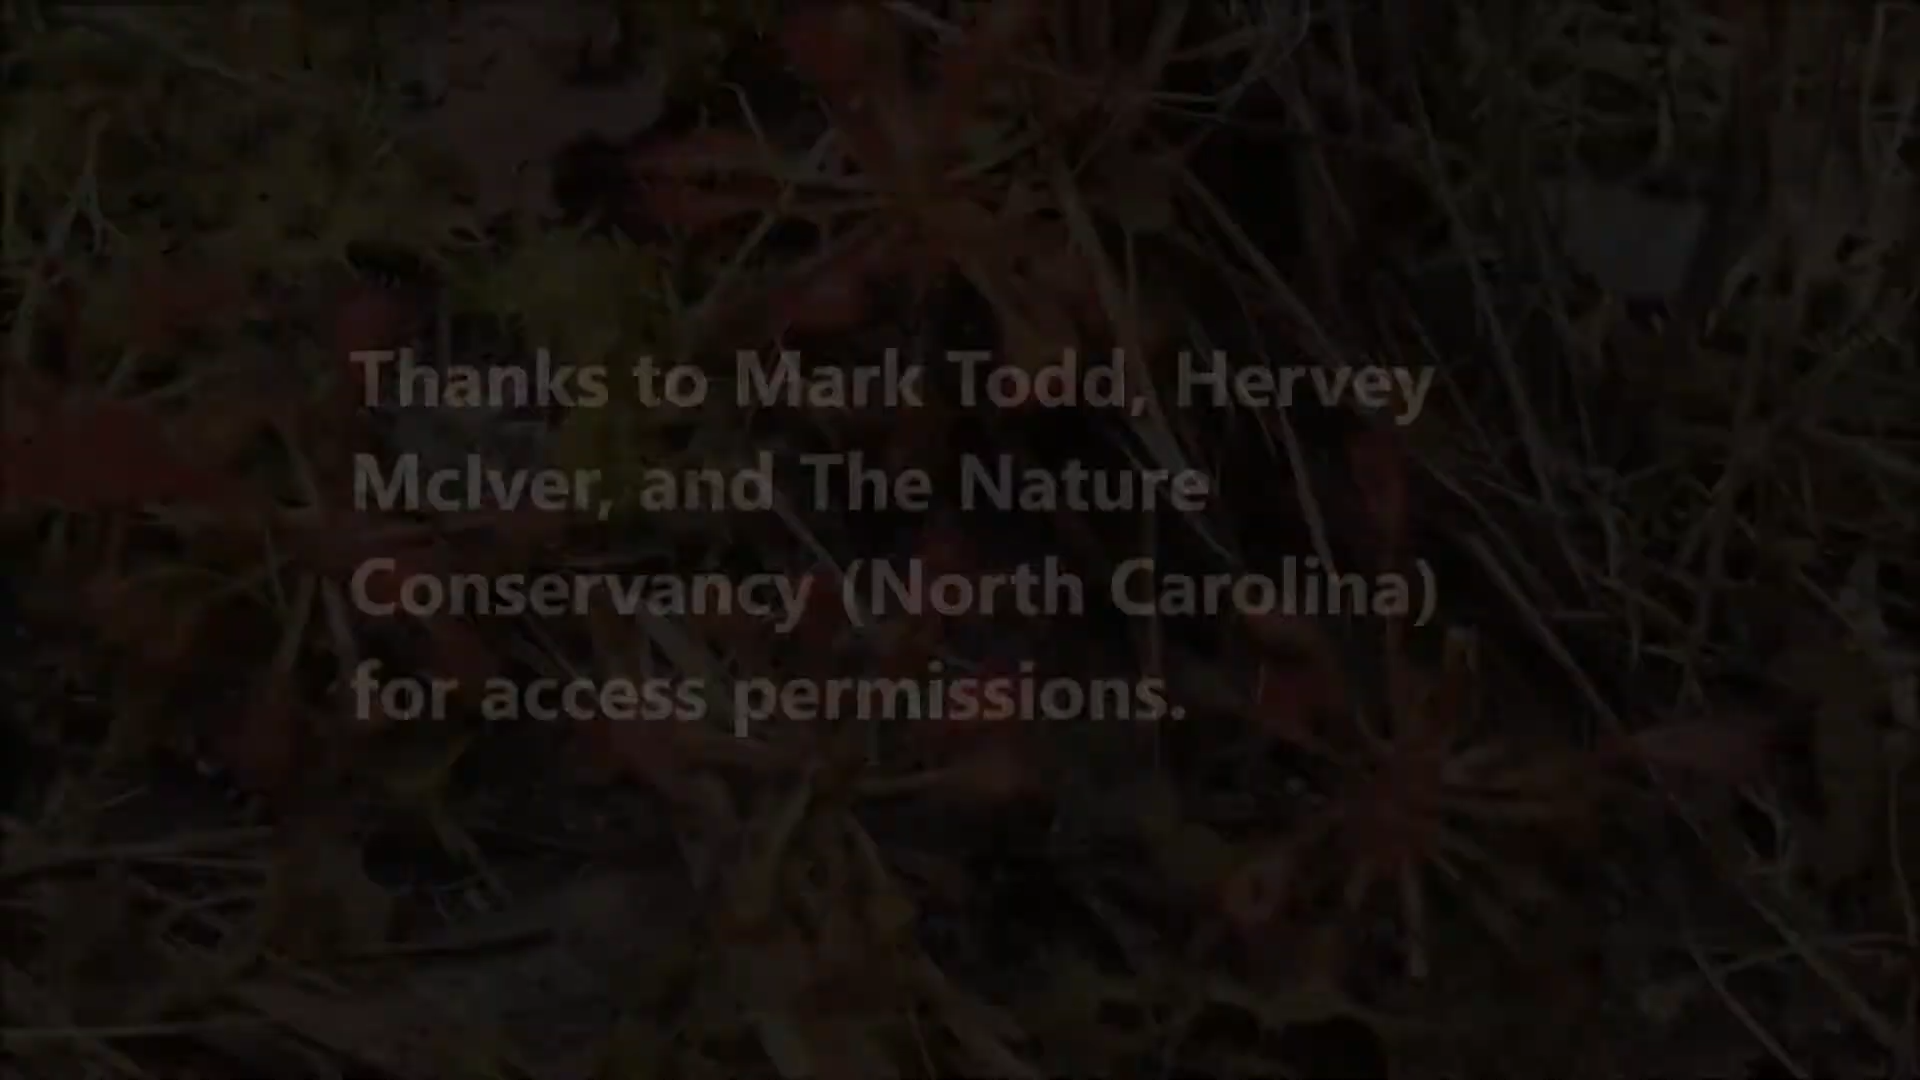 Thanks to Mark Todd, Hervey
McIver, and The Nature
Conservancy (North Carolina)
for access permissions.